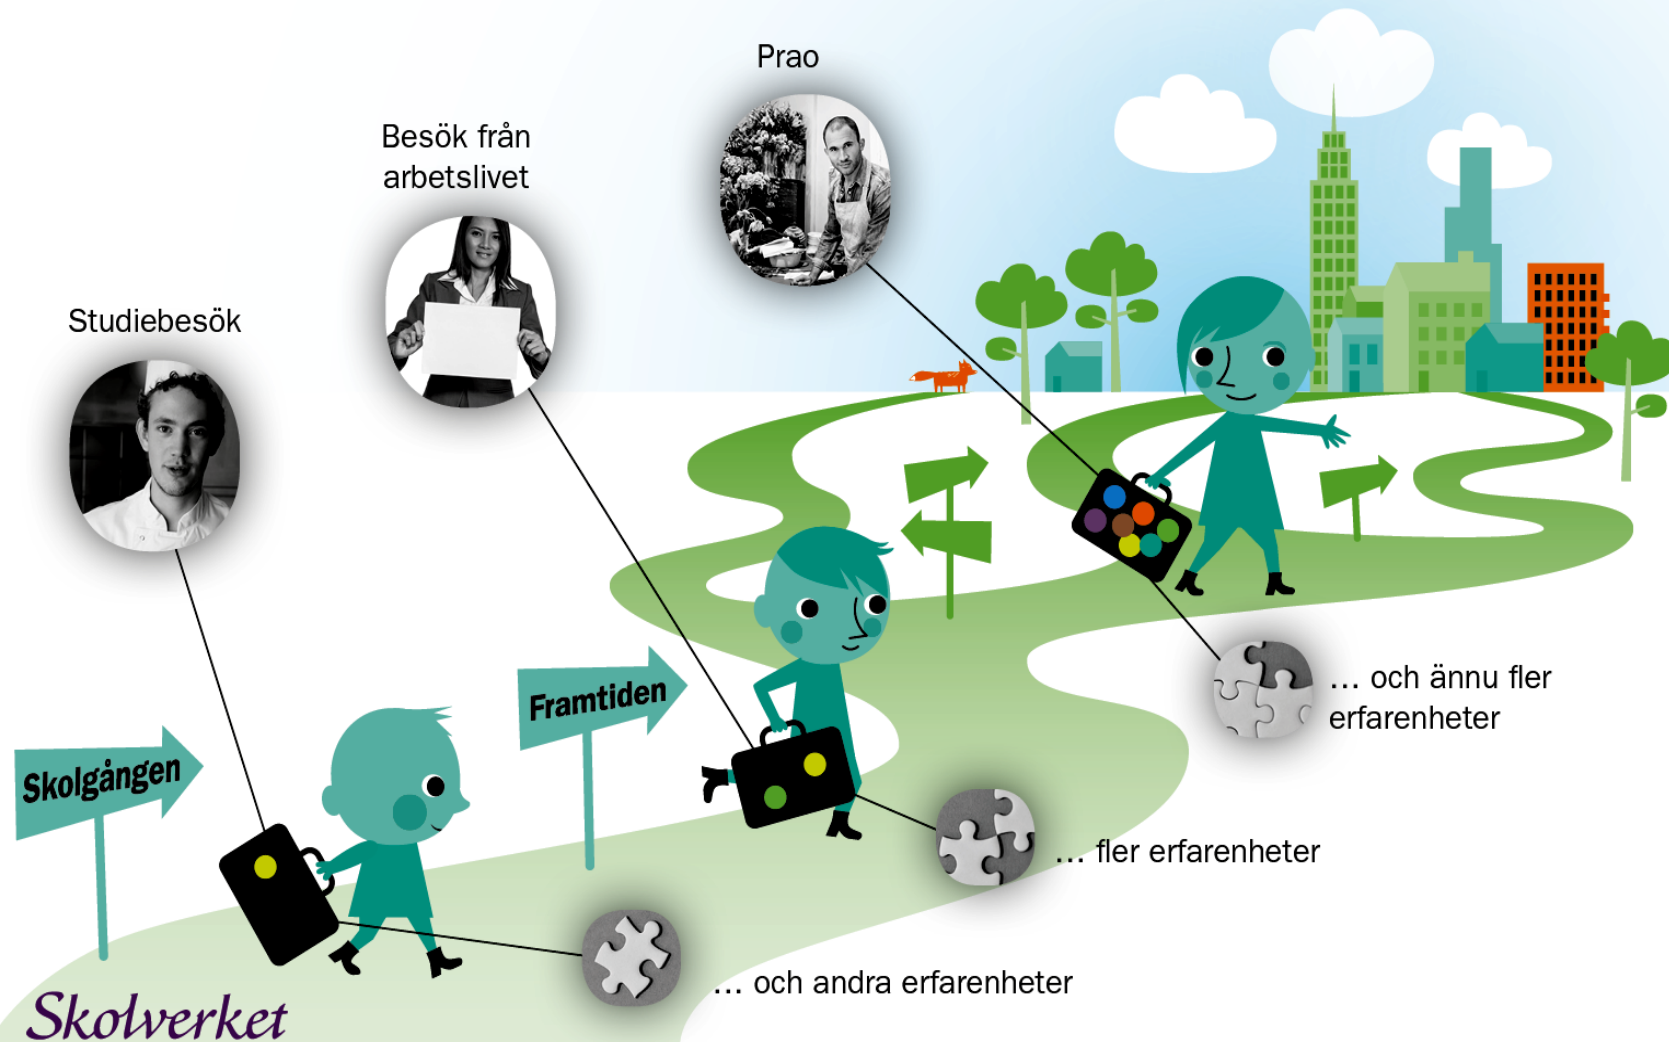 Prao
Besök från
arbetslivet
Studiebesök
Framtiden
Skolgången
… och ännu fler
erfarenheter
… fler erfarenheter
… och andra erfarenheter
Skolverket